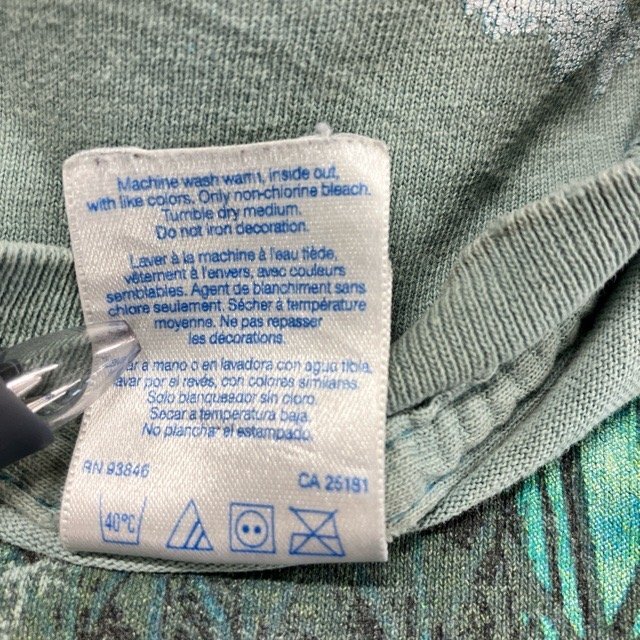 Machine wash warm, inside out,
with like colors. Only non-chlorine bleach.
Tumble dry medium.
Do not iron decoration.
Laver à la machine à l'eau tiède,
vêtement à l'envers, avec couleurs
semblables. Agent de blanchiment sans
chlore seulement. Sécher à température
moyenne. Ne pas repasser
les décorations.
a mano o en lavadora con agua tibia,
por el revés, con colores similares.
Solo blanqueador sin cloro.
Secar a temperatura baja.
No planchar el estampado.
RN 93846 CA 25181
40°C